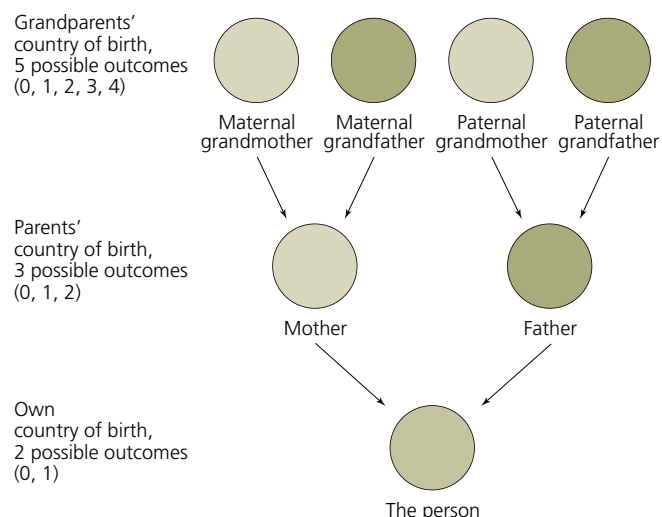 Grandparents’
country of birth,
5 possible outcomes
(0, 1, 2, 3, 4)
Maternal
grandmother
Maternal
grandfather
Paternal
grandmother
Paternal
grandfather
Parents’
country of birth,
3 possible outcomes
(0, 1, 2)
Mother
Father
Own
country of birth,
2 possible outcomes
(0, 1)
The person